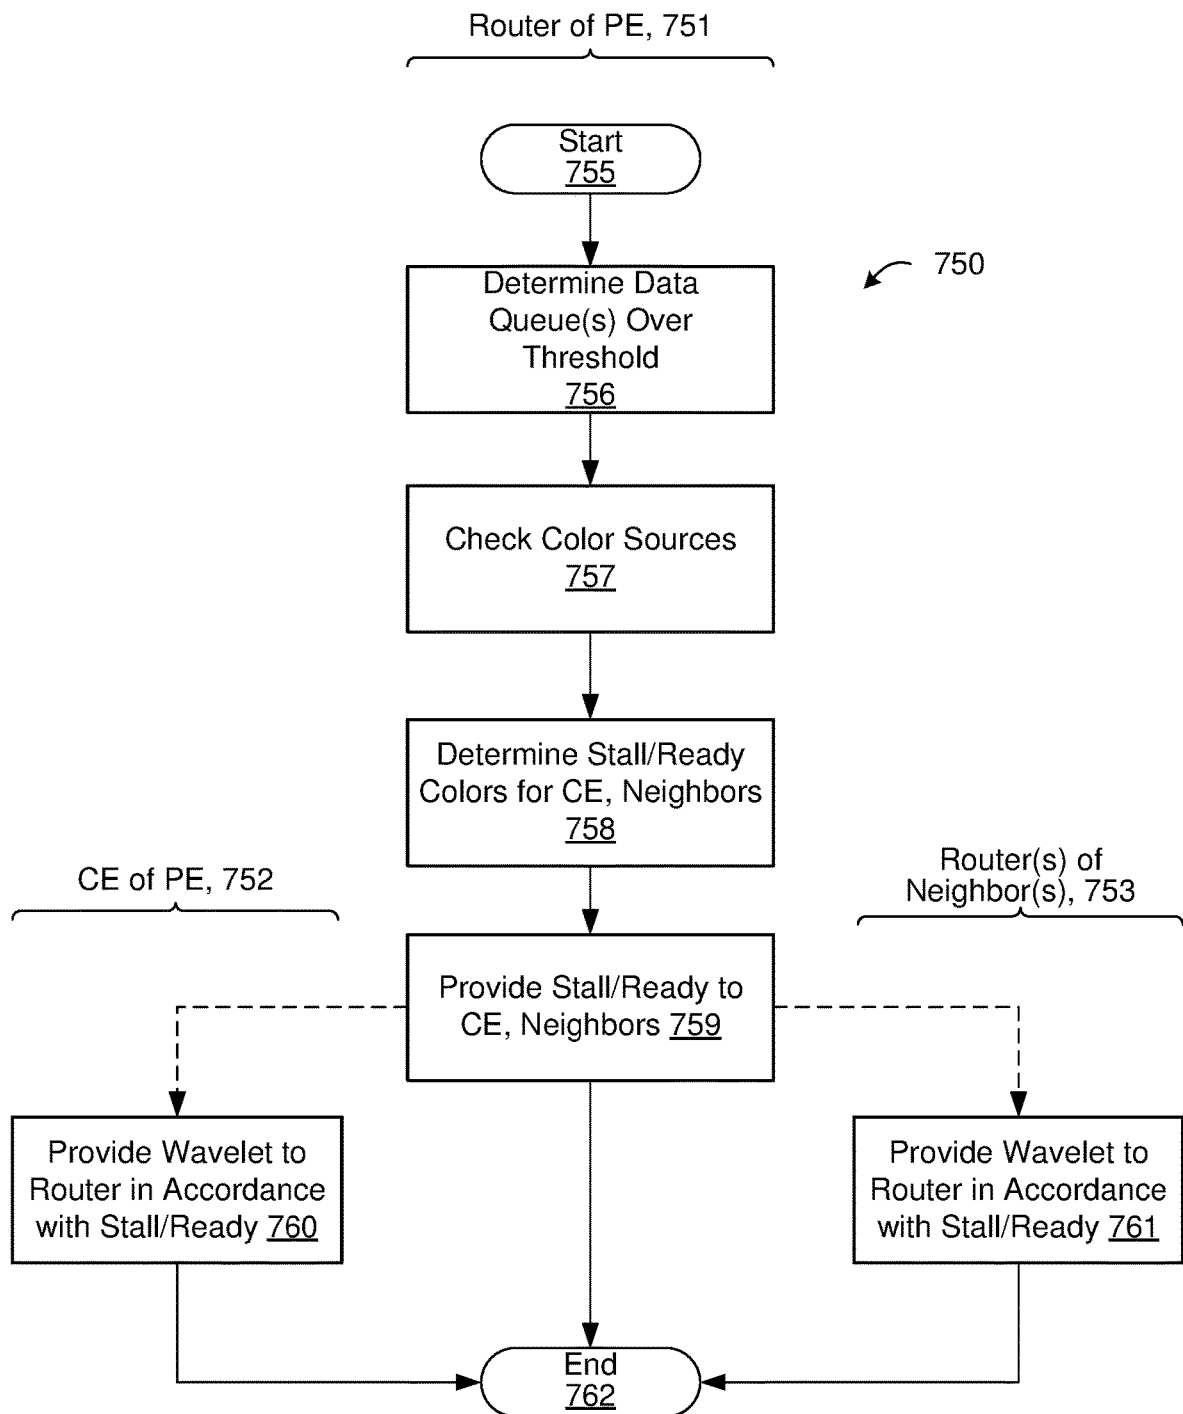 Router of PE, 751
Start
755
750
Determine Data
Queue(s) Over
Threshold
756
Check Color Sources
757
Determine Stall/Ready
Colors for CE, Neighbors
758
CE of PE, 752
Router(s) of
Neighbor(s), 753
Provide Stall/Ready to
CE, Neighbors 759
Provide Wavelet to
Router in Accordance
with Stall/Ready 760
Provide Wavelet to
Router in Accordance
with Stall/Ready 761
End
762